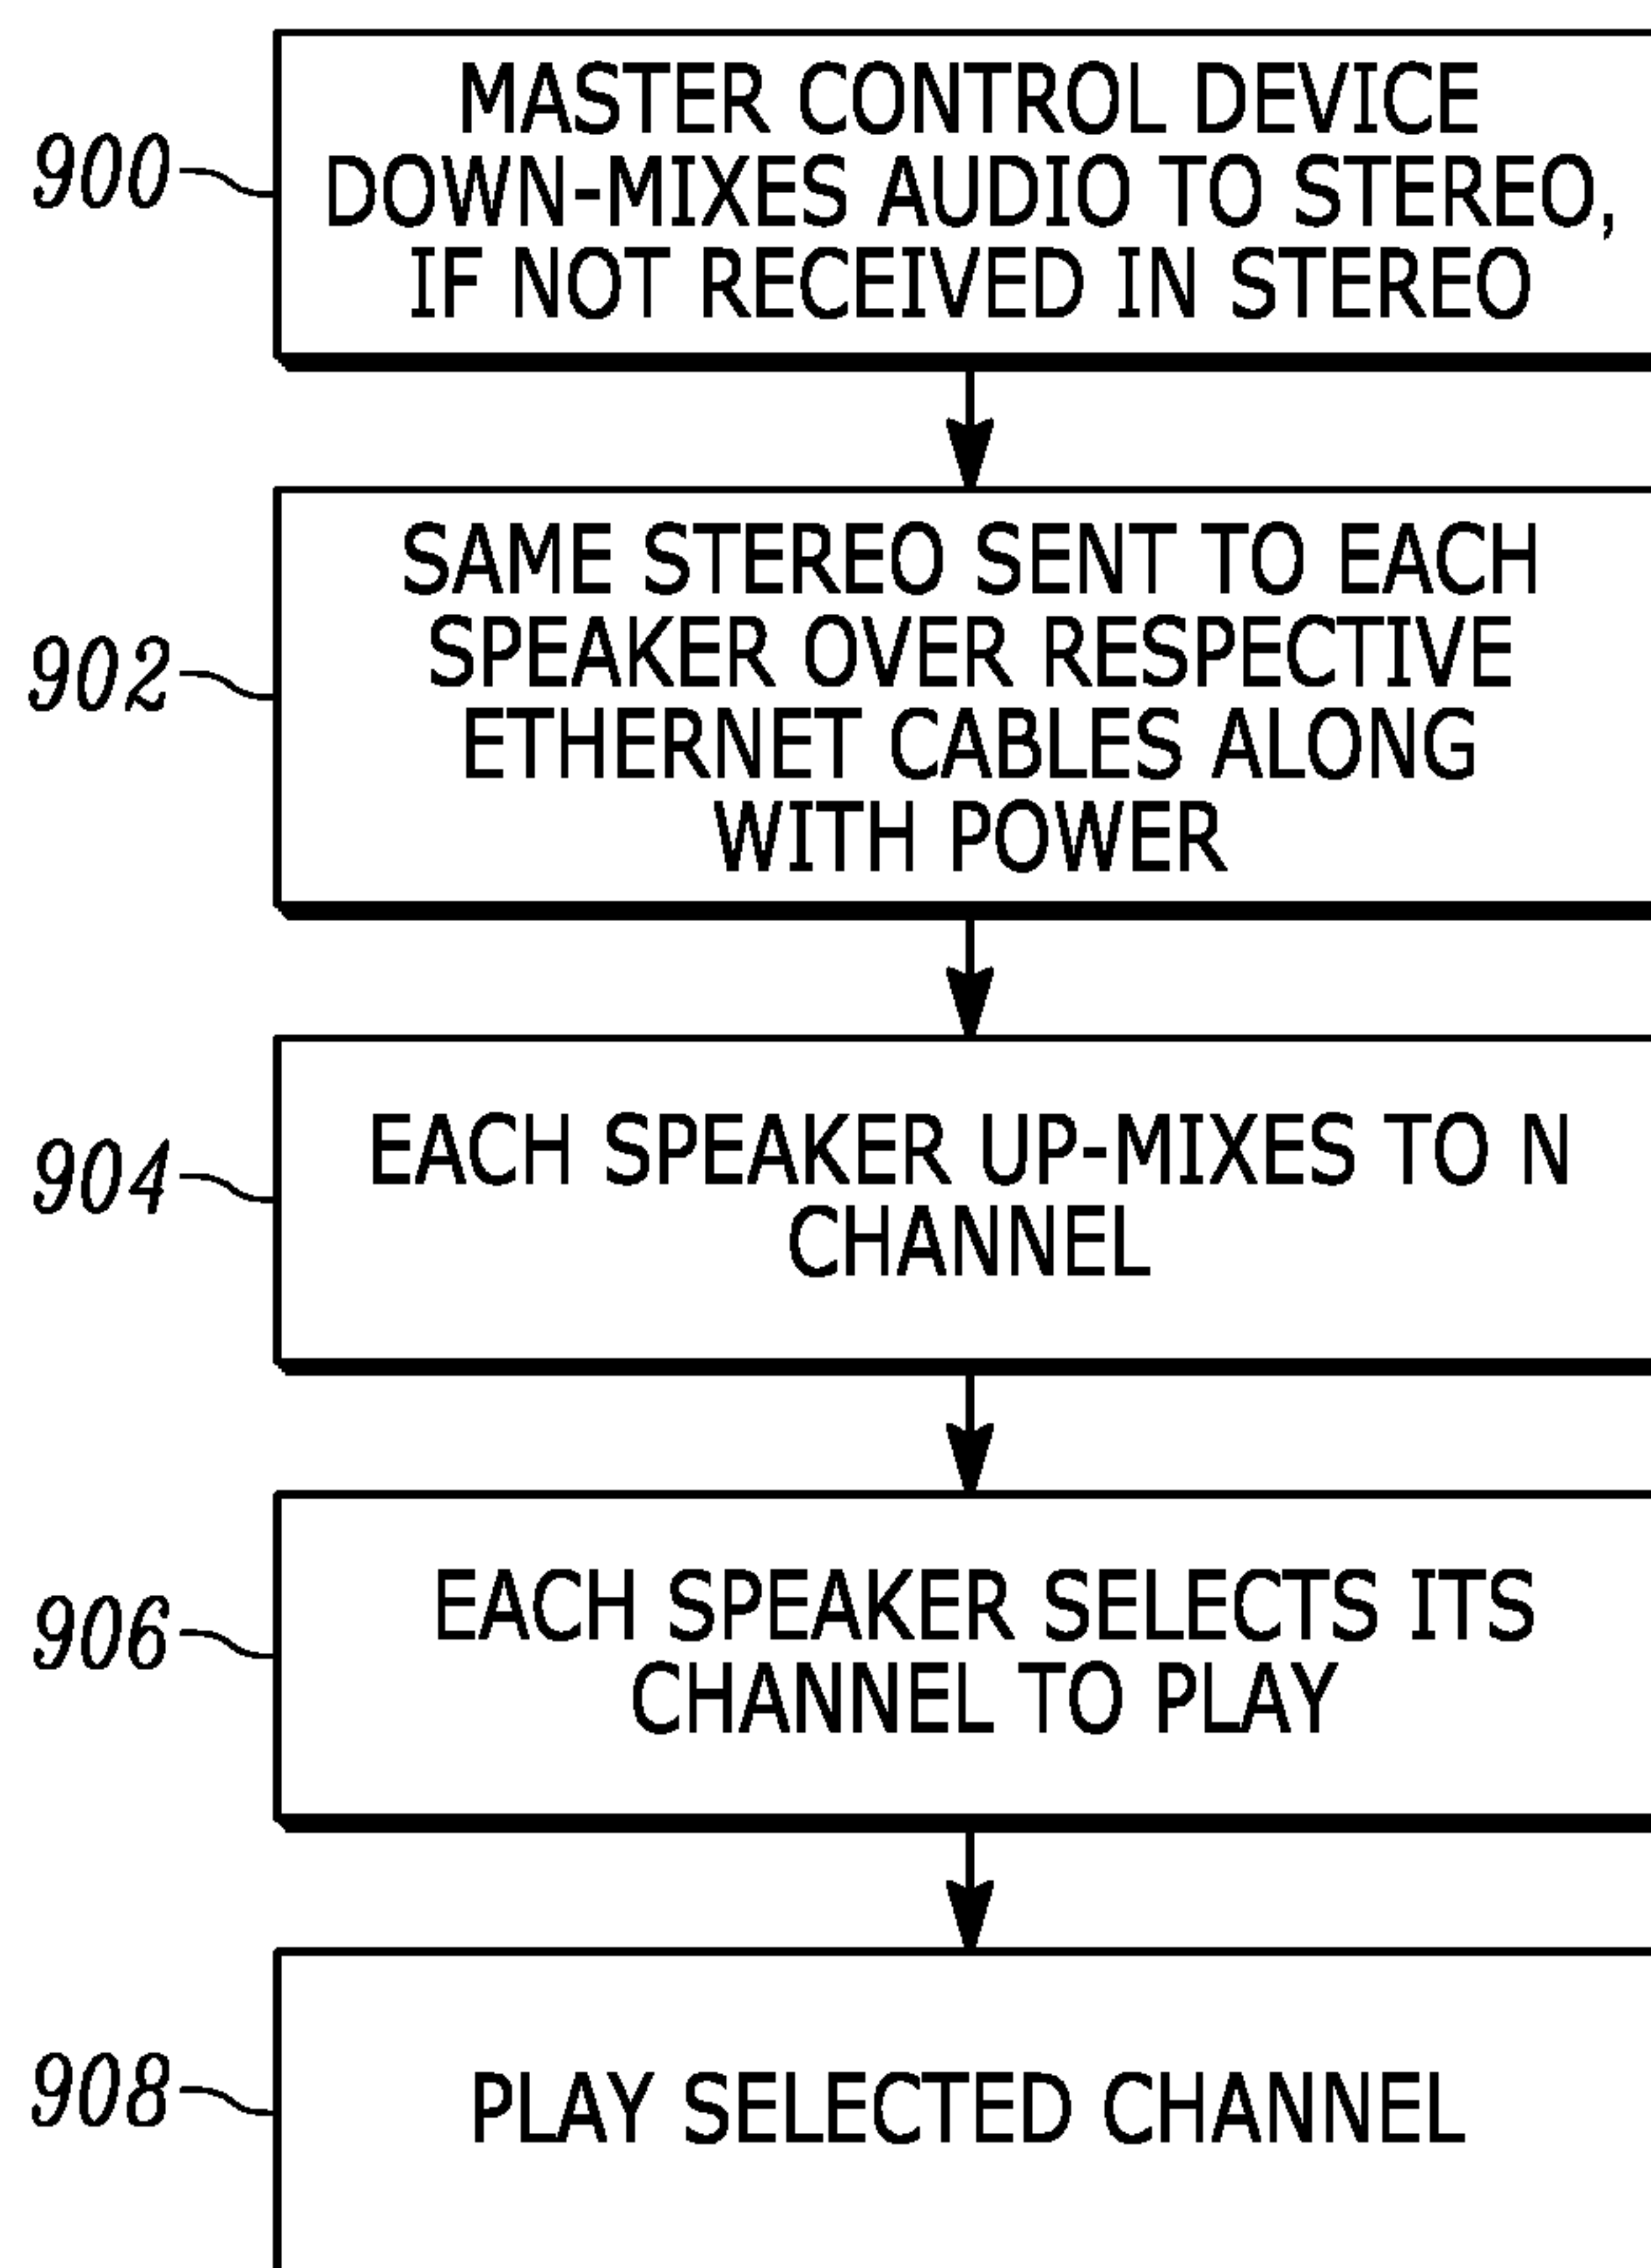 900
MASTER CONTROL DEVICE
DOWN-MIXES AUDIO TO STEREO,
IF NOT RECEIVED IN STEREO
902
SAME STEREO SENT TO EACH
SPEAKER OVER RESPECTIVE
ETHERNET CABLES ALONG
WITH POWER
904
EACH SPEAKER UP-MIXES TO N
CHANNEL
906
EACH SPEAKER SELECTS ITS
CHANNEL TO PLAY
908
PLAY SELECTED CHANNEL